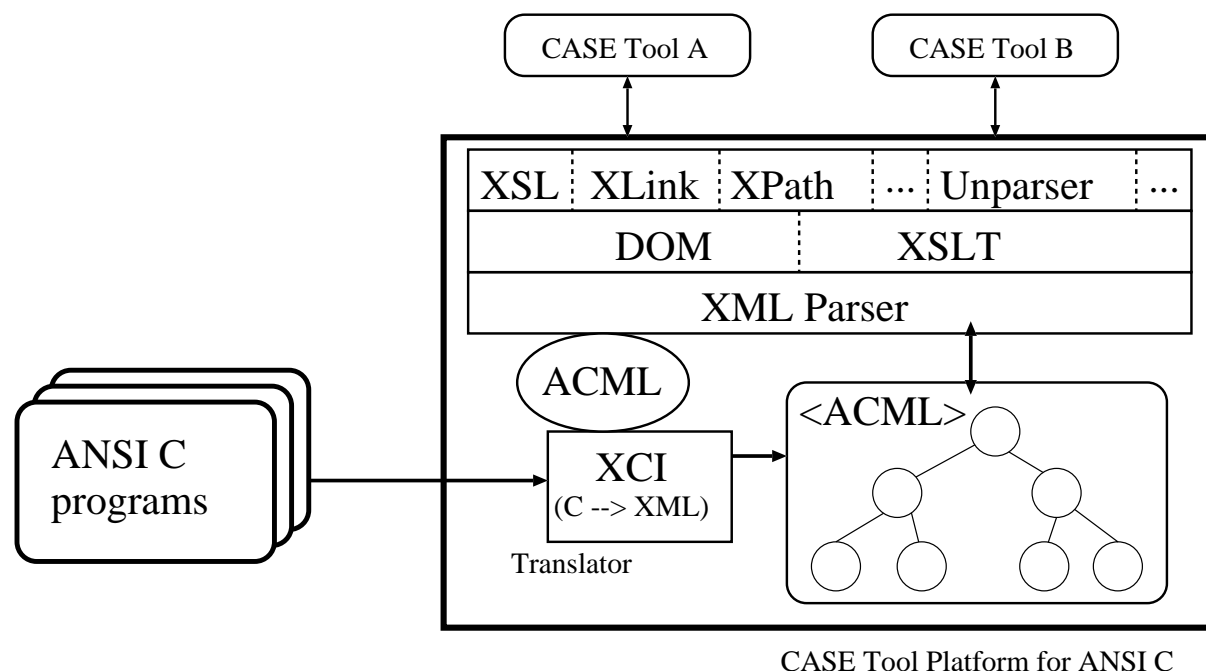 CASE Tool A
CASE Tool B
XSL XLink XPath ... Unparser ...
DOM XSLT
XML Parser
ACML
<ACML>
ANSI C
programs
XCI
(C --> XML)
Translator
CASE Tool Platform for ANSI C